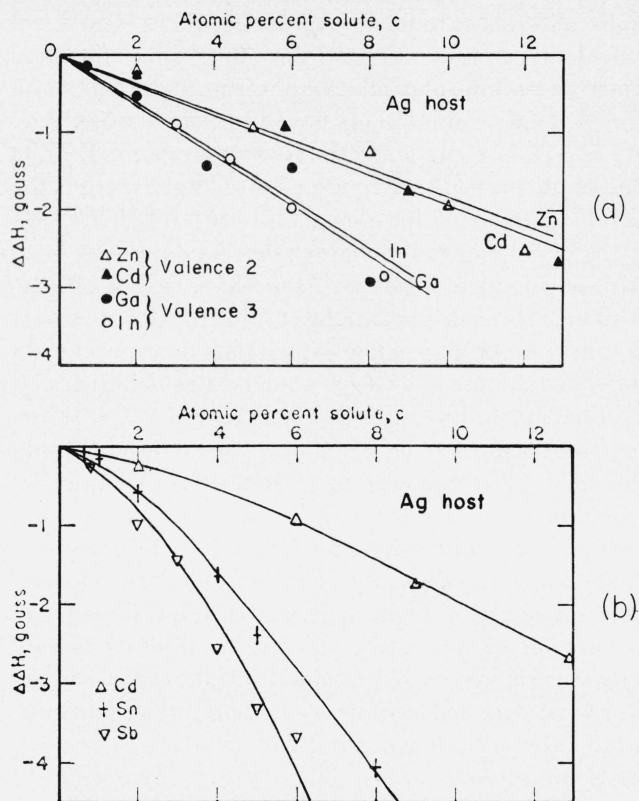 Atomic percent solute, c
0 2 4 6 8 10 12
Ag host
-1
-2
-3
-4
ΔΔH, gauss
Zn
Cd
In
Ga
(a)
△ Zn } Valence 2
▲ Cd
● Ga } Valence 3
○ In
Atomic percent solute, c
2 4 6 8 10 12
Ag host
-1
-2
-3
-4
ΔΔH, gauss
(b)
△ Cd
+ Sn
▽ Sb